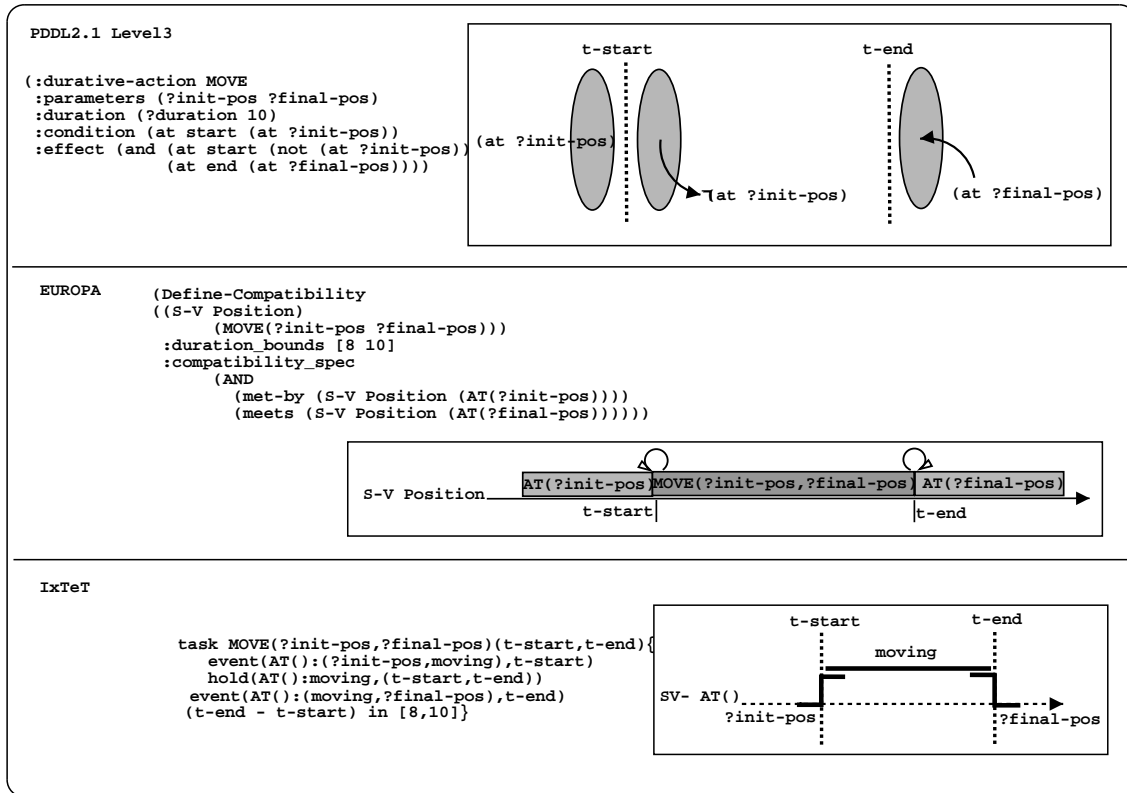 PDDL2.1 Level3
(:durative-action MOVE
:parameters (?init-pos ?final-pos)
:duration (?duration 10)
:condition (at start (at ?init-pos))
:effect (and (at start (not (at ?init-pos))
(at end (at ?final-pos))))
t-start
t-end
(at ?init-pos)
¬(at ?init-pos)
(at ?final-pos)
EUROPA
(Define-Compatibility
((S-V Position)
(MOVE(?init-pos ?final-pos)))
:duration_bounds [8 10]
:compatibility_spec
(AND
(met-by (S-V Position (AT(?init-pos))))
(meets (S-V Position (AT(?final-pos))))))
S-V Position
AT(?init-pos)
MOVE(?init-pos,?final-pos)
AT(?final-pos)
t-start
t-end
IxTeT
task MOVE(?init-pos,?final-pos)(t-start,t-end){
event(AT():(?init-pos,moving),t-start)
hold(AT():moving,(t-start,t-end))
event(AT():(moving,?final-pos),t-end)
(t-end - t-start) in [8,10]}
t-start
t-end
moving
SV- AT()
?init-pos
?final-pos